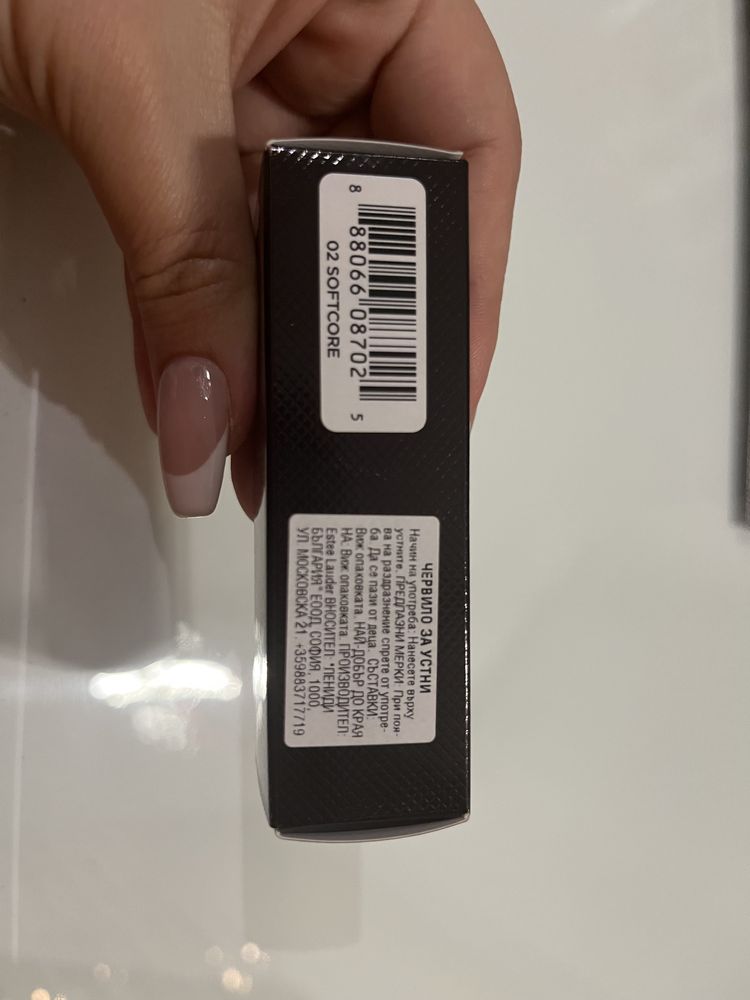 8 88066 08702 5
02 SOFTCORE
ЧЕРВИЛО ЗА УСТНИ
Начин на употреба: Нанесете върху
устните. ПРЕДПАЗНИ МЕРКИ: При поя-
ва на раздразнение спрете от употре-
ба. Да се пази от деца. СЪСТАВКИ:
Виж опаковката. НАЙ-ДОБЪР ДО КРАЯ
НА: Виж опаковката. ПРОИЗВОДИТЕЛ:
Estee Lauder ВНОСИТЕЛ: "ПЕНИДИ
БЪЛГАРИЯ" ЕООД, СОФИЯ, 1000,
УЛ. МОСКОВСКА 21, +359883717719